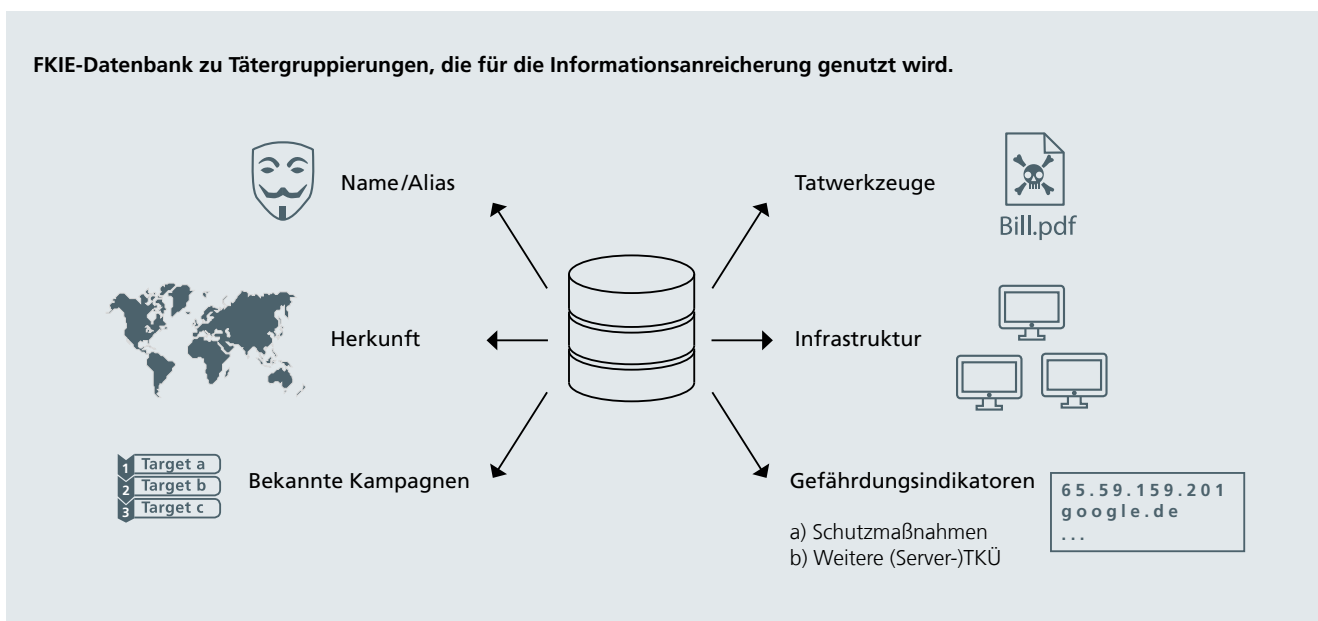 FKIE-Datenbank zu Tätergruppierungen, die für die Informationsanreicherung genutzt wird.
Name/Alias
Tatwerkzeuge
Bill.pdf
Herkunft
Infrastruktur
1 Target a
2 Target b
3 Target c
Bekannte Kampagnen
Gefährdungsindikatoren
a) Schutzmaßnahmen
b) Weitere (Server-)TKÜ
65.59.159.201
google.de
...